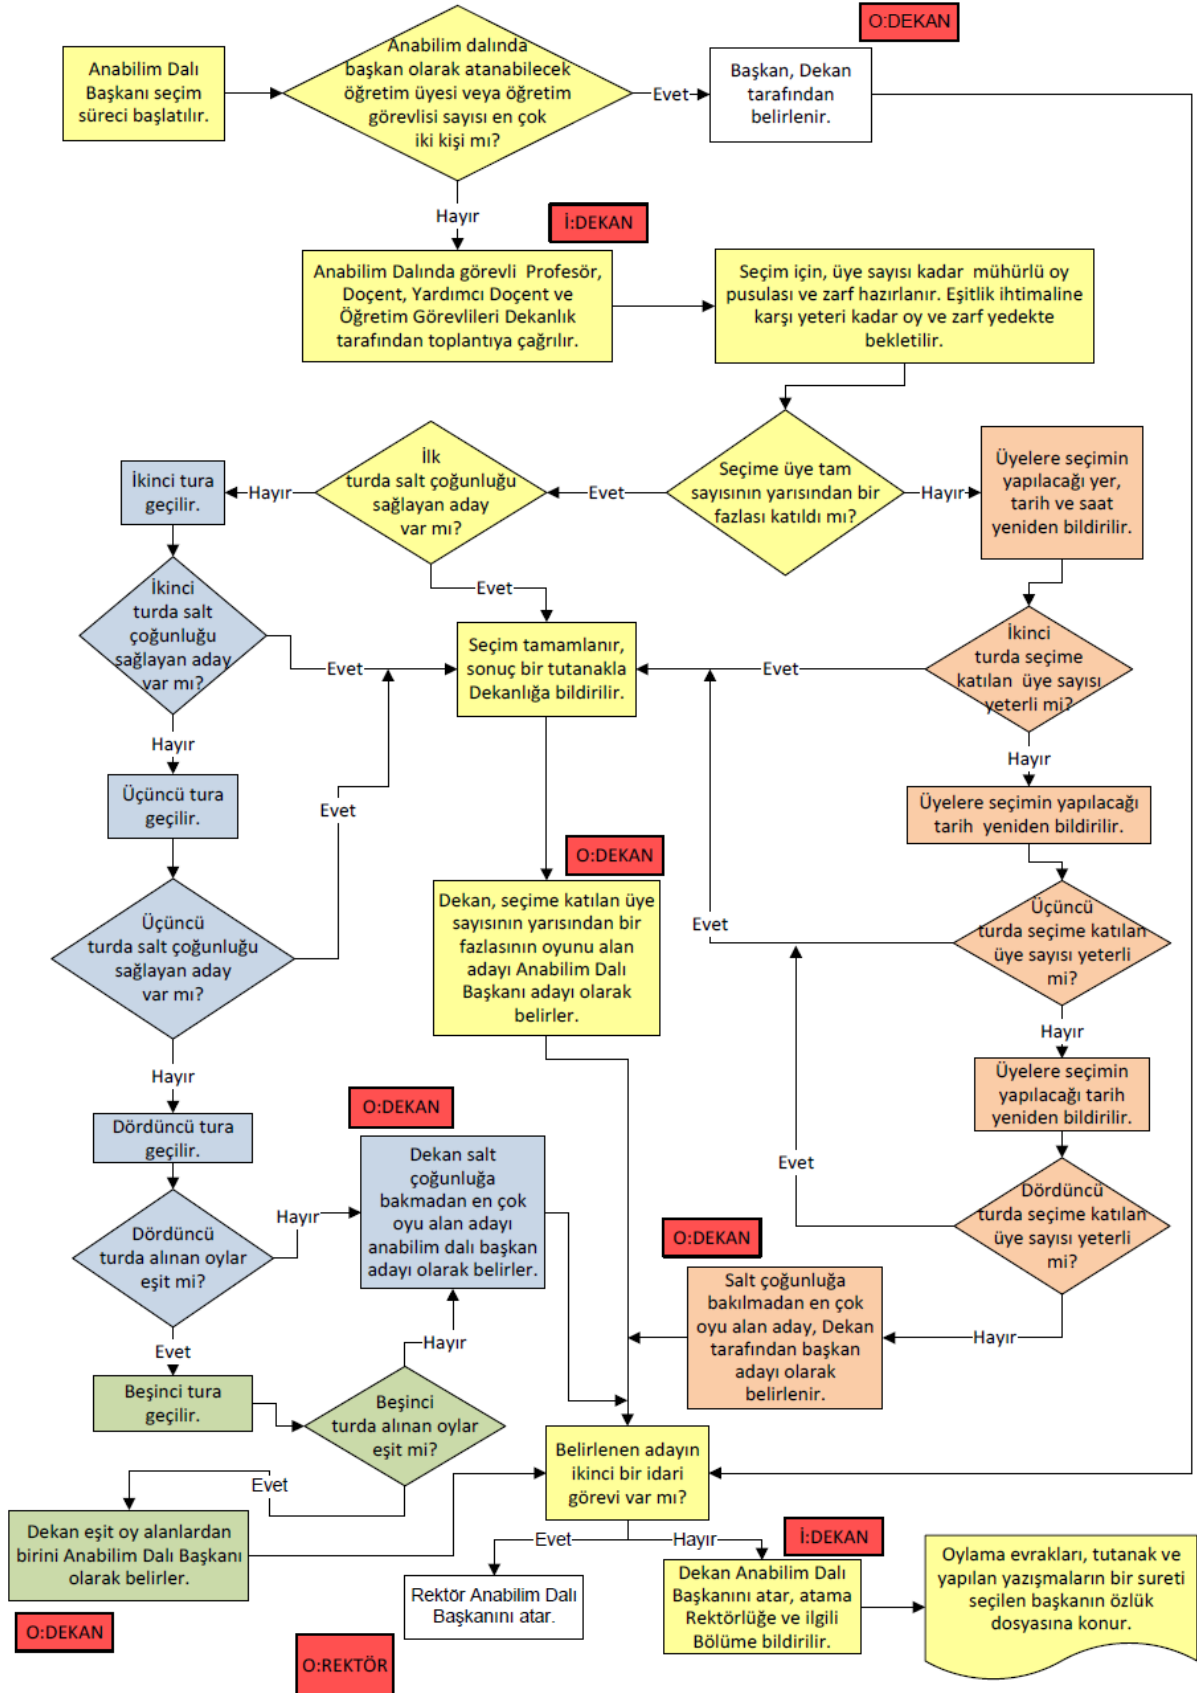 O:DEKAN
Anabilim Dalı
Başkanı seçim
süreci başlatılır.
Anabilim dalında
başkan olarak atanabilecek
öğretim üyesi veya öğretim
görevlisi sayısı en çok
iki kişi mı?
Evet
Başkan, Dekan
tarafından
belirlenir.
Hayır
İ:DEKAN
Anabilim Dalında görevli  Profesör,
Doçent, Yardımcı Doçent ve
Öğretim Görevlileri Dekanlık
tarafından toplantıya çağrılır.
Seçim için, üye sayısı kadar  mühürlü oy
pusulası ve zarf hazırlanır. Eşitlik ihtimaline
karşı yeteri kadar oy ve zarf yedekte
bekletilir.
Seçime üye tam
sayısının yarısından bir
fazlası katıldı mı?
Evet
Hayır
İlk
turda salt çoğunluğu
sağlayan aday
var mı?
Hayır
Evet
İkinci tura
geçilir.
Üyelere seçimin
yapılacağı yer,
tarih ve saat
yeniden bildirilir.
İkinci
turda salt
çoğunluğu
sağlayan aday
var mı?
Evet
Seçim tamamlanır,
sonuç bir tutanakla
Dekanlığa bildirilir.
Evet
İkinci
turda seçime
katılan  üye sayısı
yeterli mi?
Hayır
Hayır
Üçüncü tura
geçilir.
Evet
Üyelere seçimin yapılacağı
tarih  yeniden bildirilir.
O:DEKAN
Üçüncü
turda salt çoğunluğu
sağlayan aday
var mı?
Dekan, seçime katılan üye
sayısının yarısından bir
fazlasının oyunu alan
adayı Anabilim Dalı
Başkanı adayı olarak
belirler.
Evet
Üçüncü
turda seçime katılan
üye sayısı yeterli
mi?
Hayır
Hayır
Üyelere seçimin
yapılacağı tarih
yeniden bildirilir.
O:DEKAN
Dördüncü tura
geçilir.
Dekan salt
çoğunluğa
bakmadan en çok
oyu alan adayı
anabilim dalı başkan
adayı olarak belirler.
Evet
Dördüncü
turda seçime katılan
üye sayısı yeterli
mi?
Dördüncü
turda alınan oylar
eşit mi?
Hayır
O:DEKAN
Salt çoğunluğa
bakılmadan en çok
oyu alan aday, Dekan
tarafından başkan
adayı olarak
belirlenir.
Hayır
Evet
Hayır
Beşinci tura
geçilir.
Beşinci
turda alınan oylar
eşit mi?
Evet
Belirlenen adayın
ikinci bir idari
görevi var mı?
Dekan eşit oy alanlardan
birini Anabilim Dalı Başkanı
olarak belirler.
O:DEKAN
Evet
Hayır
İ:DEKAN
Rektör Anabilim Dalı
Başkanını atar.
O:REKTÖR
Dekan Anabilim Dalı
Başkanını atar, atama
Rektörlüğe ve ilgili
Bölüme bildirilir.
Oylama evrakları, tutanak ve
yapılan yazışmaların bir sureti
seçilen başkanın özlük
dosyasına konur.